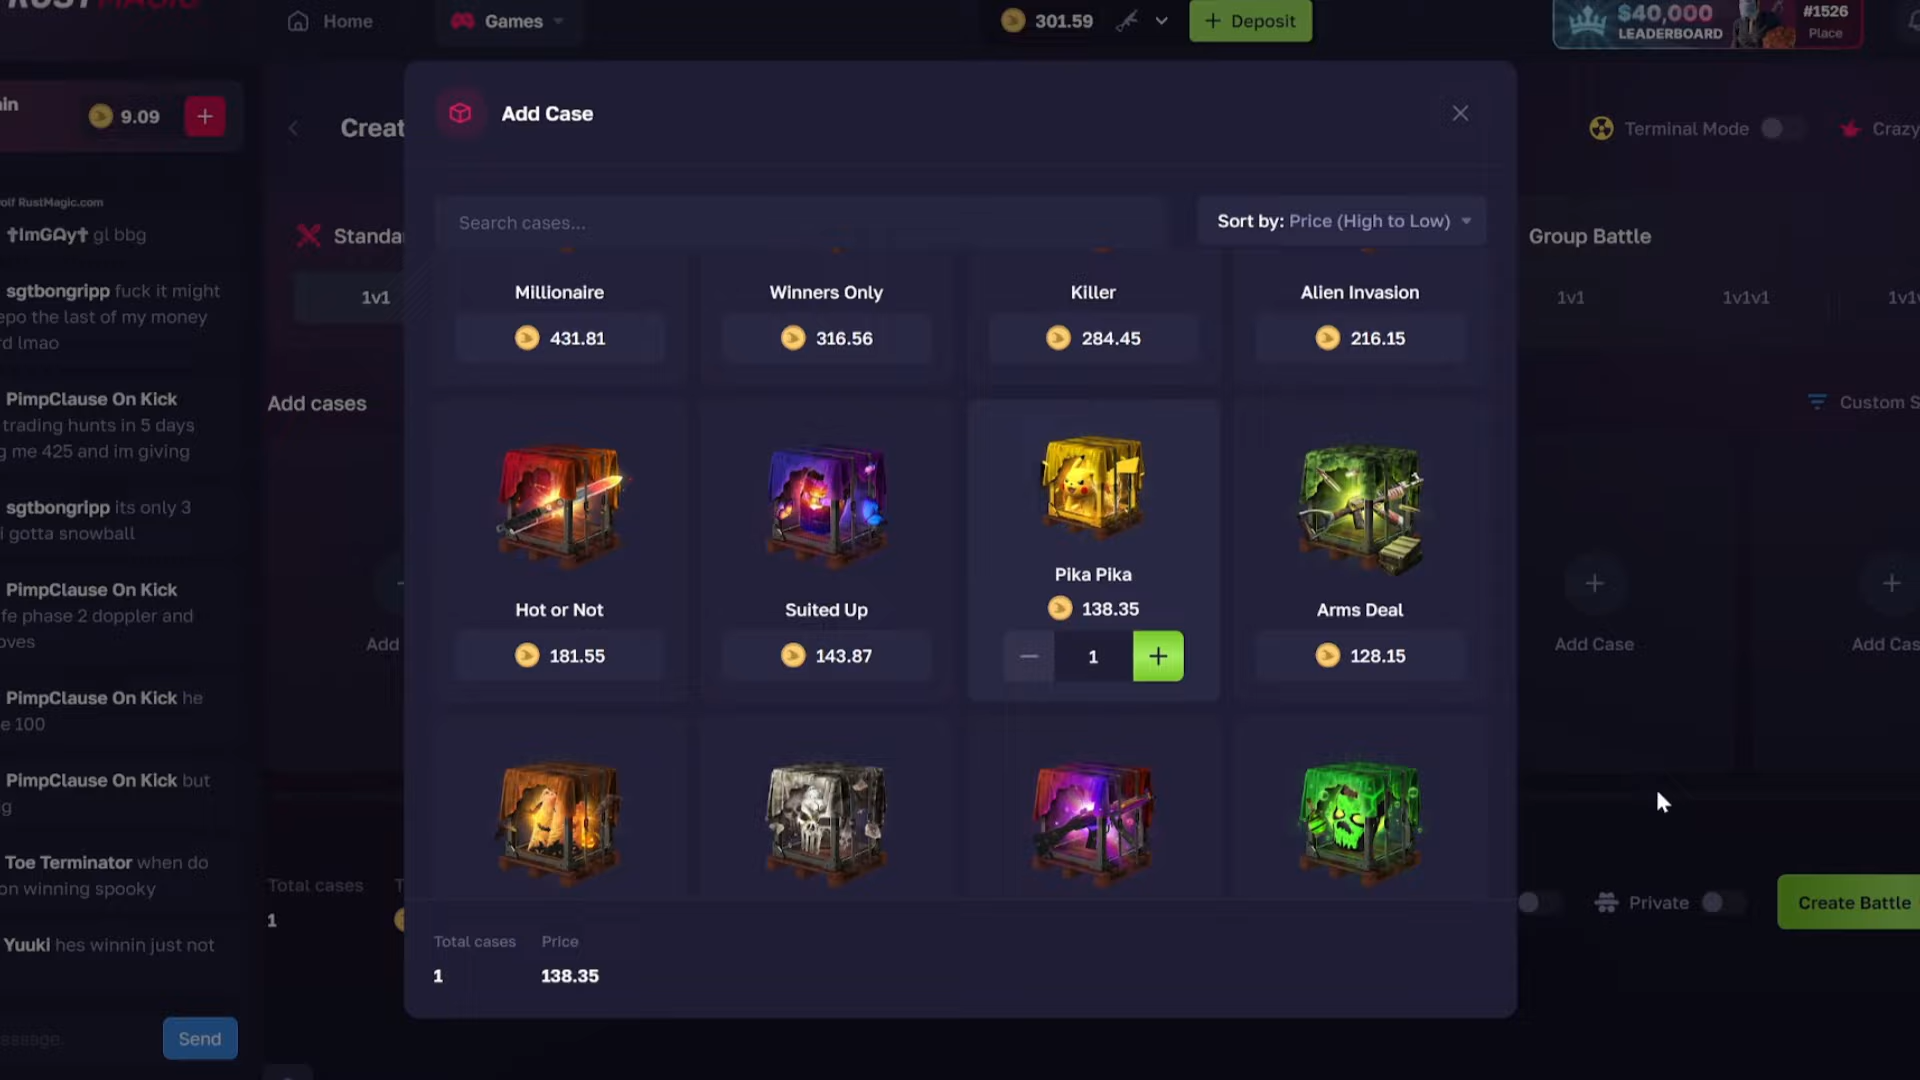 RUSTMAGIC
Home
Games
301.59
+ Deposit
$40,000
LEADERBOARD
#1526
Place
in
9.09
+
Creat
Add Case
Terminal Mode
Crazy
olf RustMagic.com
gl bbg
Standa
Search cases...
Sort by: Price (High to Low)
Group Battle
sgtbongripp fuck it might
epo the last of my money
rd lmao
1v1
Millionaire
Winners Only
Killer
Alien Invasion
1v1
1v1v1
1v1v
431.81
316.56
284.45
216.15
PimpClause On Kick
trading hunts in 5 days
g me 425 and im giving
Add cases
Custom S
sgtbongripp its only 3
i gotta snowball
PimpClause On Kick
fe phase 2 doppler and
oves
Add
Hot or Not
Suited Up
Pika Pika
Arms Deal
Add Case
Add Cas
181.55
143.87
138.35
128.15
− 1 +
PimpClause On Kick he
e 100
PimpClause On Kick but
g
Toe Terminator when do
on winning spooky
Yuuki hes winnin just not
Total cases
T
1
Private
Create Battle
Total cases
Price
1
138.35
Send